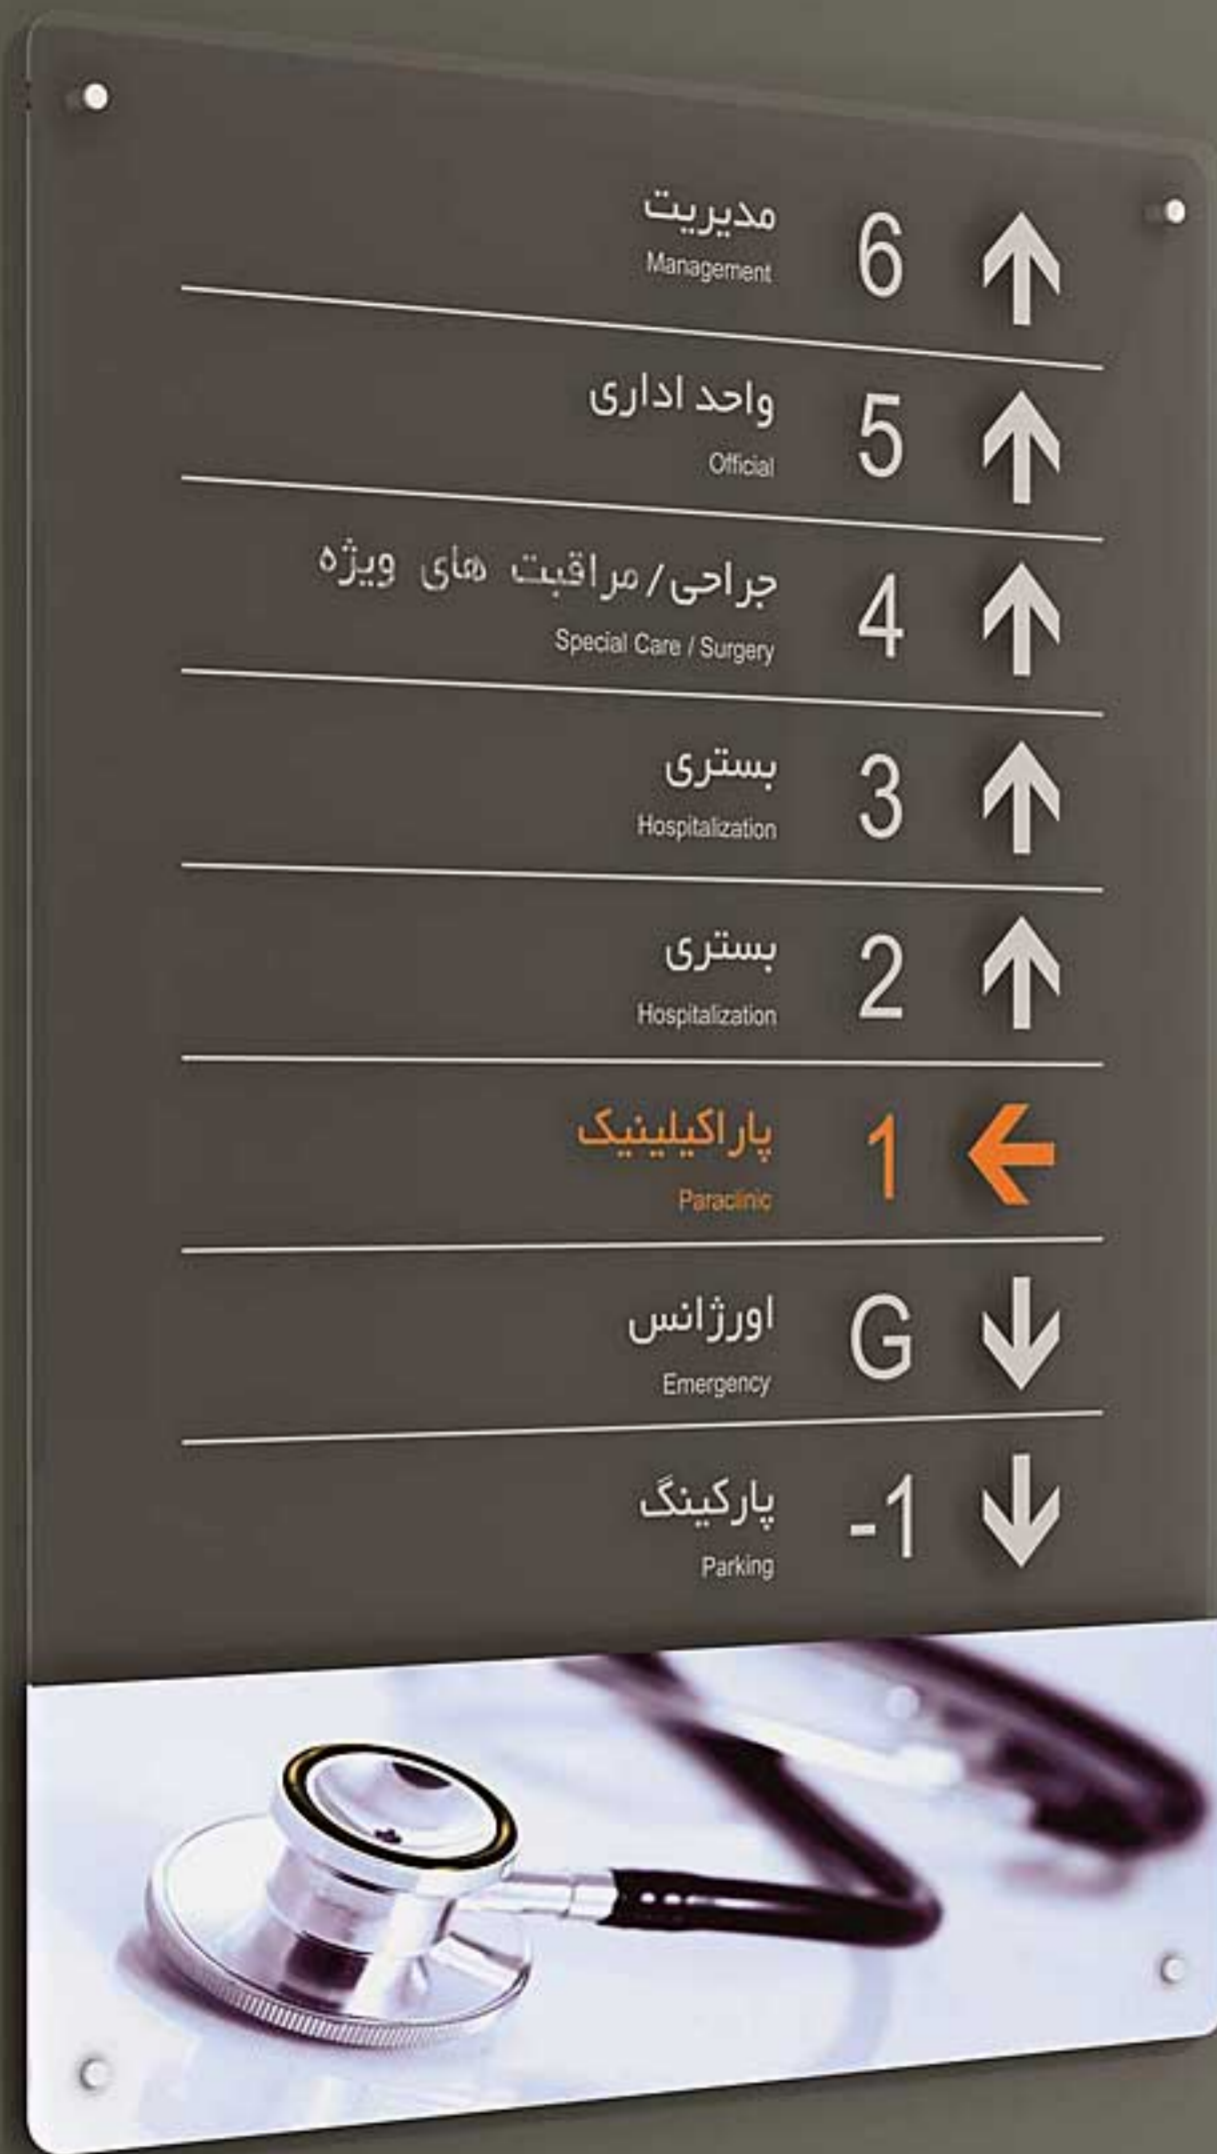 مدیریت
Management
6
واحد اداری
Official
5
جراحی/مراقبت های ویژه
Special Care / Surgery
4
بستری
Hospitalization
3
بستری
Hospitalization
2
پاراکیلینیک
Paraclinic
1
اورژانس
Emergency
G
پارکینگ
Parking
-1